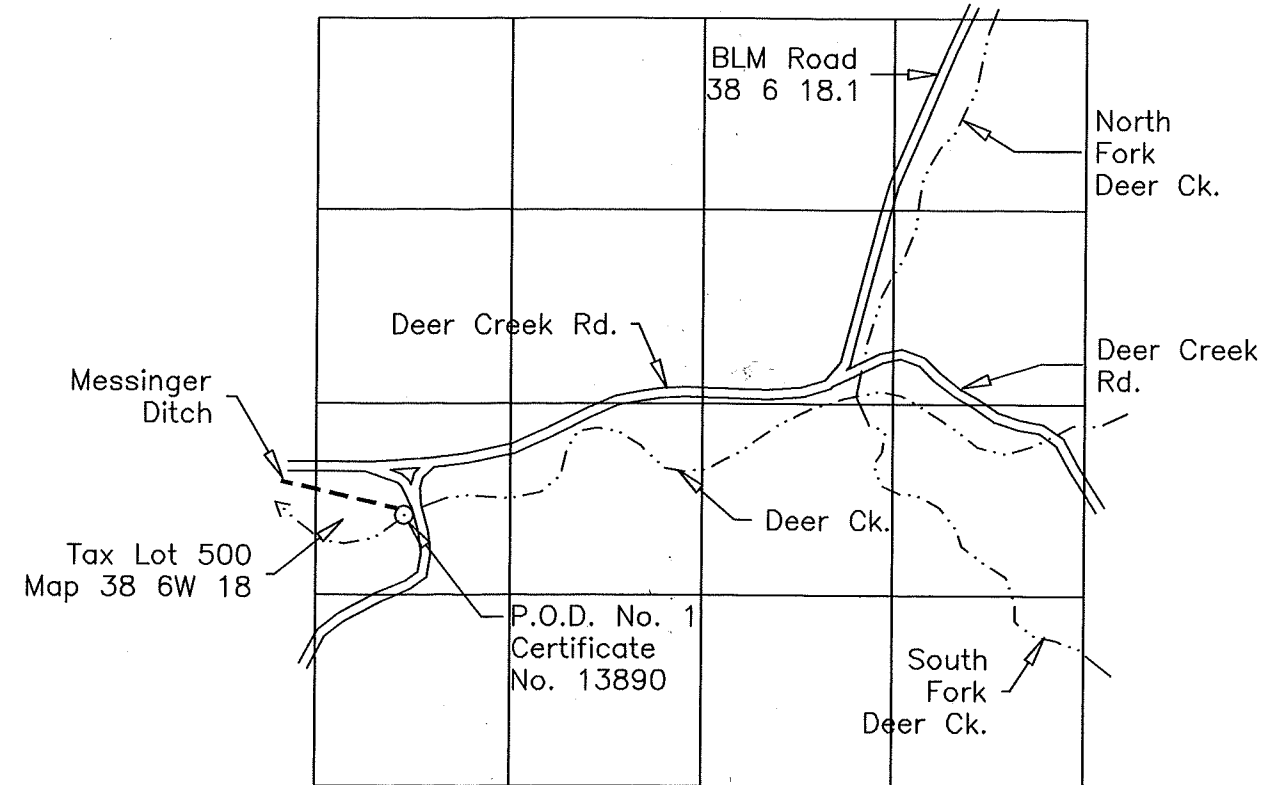 BLM Road
38 6 18.1
North
Fork
Deer Ck.
Deer Creek Rd.
Deer Creek
Rd.
Messinger
Ditch
Deer Ck.
Tax Lot 500
Map 38 6W 18
P.O.D. No. 1
Certificate
No. 13890
South
Fork
Deer Ck.